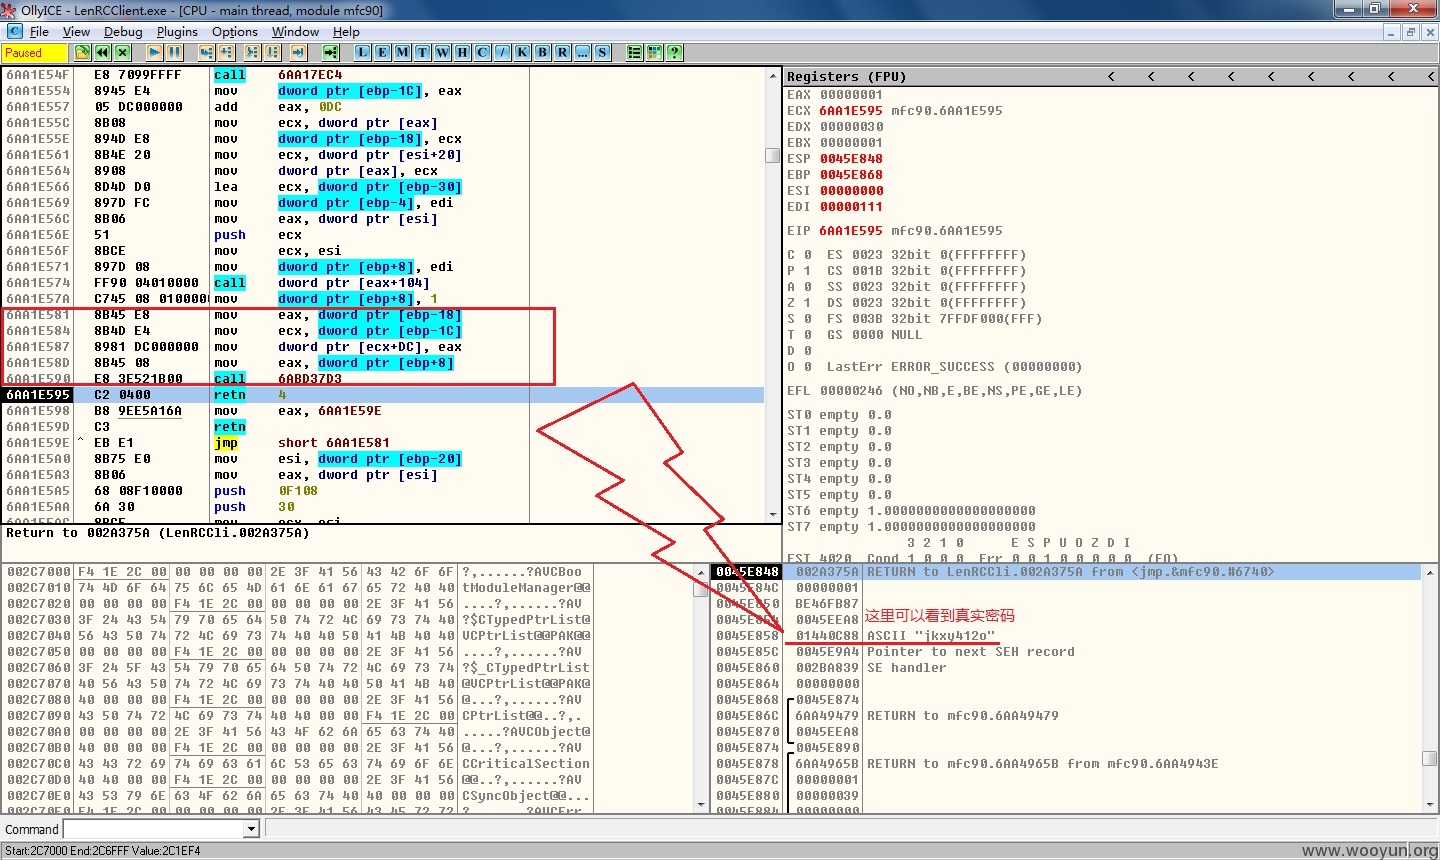 OllyICE - LenRCClient.exe - [CPU - main thread, module mfc90]
File View Debug Plugins Options Window Help
Paused L E M T W H C / K B R ... S ?
6AA1E54F E8 7099FFFF call 6AA17EC4
6AA1E554 8945 E4 mov dword ptr [ebp-1C], eax
6AA1E557 05 DC000000 add eax, 0DC
6AA1E55C 8B08 mov ecx, dword ptr [eax]
6AA1E55E 894D E8 mov dword ptr [ebp-18], ecx
6AA1E561 8B4E 20 mov ecx, dword ptr [esi+20]
6AA1E564 8908 mov dword ptr [eax], ecx
6AA1E566 8D4D D0 lea ecx, dword ptr [ebp-30]
6AA1E569 897D FC mov dword ptr [ebp-4], edi
6AA1E56C 8B06 mov eax, dword ptr [esi]
6AA1E56E 51 push ecx
6AA1E56F 8BCE mov ecx, esi
6AA1E571 897D 08 mov dword ptr [ebp+8], edi
6AA1E574 FF90 04010000 call dword ptr [eax+104]
6AA1E57A C745 08 010000 mov dword ptr [ebp+8], 1
6AA1E581 8B45 E8 mov eax, dword ptr [ebp-18]
6AA1E584 8B4D E4 mov ecx, dword ptr [ebp-1C]
6AA1E587 8981 DC000000 mov dword ptr [ecx+DC], eax
6AA1E58D 8B45 08 mov eax, dword ptr [ebp+8]
6AA1E590 E8 3E521B00 call 6ABD37D3
6AA1E595 C2 0400 retn 4
6AA1E598 B8 9EE5A16A mov eax, 6AA1E59E
6AA1E59D C3 retn
6AA1E59E ^ EB E1 jmp short 6AA1E581
6AA1E5A0 8B75 E0 mov esi, dword ptr [ebp-20]
6AA1E5A3 8B06 mov eax, dword ptr [esi]
6AA1E5A5 68 08F10000 push 0F108
6AA1E5AA 6A 30 push 30
Return to 002A375A (LenRCCli.002A375A)
Registers (FPU) < < < < < < < < <
EAX 00000001
ECX 6AA1E595 mfc90.6AA1E595
EDX 00000030
EBX 00000001
ESP 0045E848
EBP 0045E868
ESI 00000000
EDI 00000111
EIP 6AA1E595 mfc90.6AA1E595
C 0 ES 0023 32bit 0(FFFFFFFF)
P 1 CS 001B 32bit 0(FFFFFFFF)
A 0 SS 0023 32bit 0(FFFFFFFF)
Z 1 DS 0023 32bit 0(FFFFFFFF)
S 0 FS 003B 32bit 7FFDF000(FFF)
T 0 GS 0000 NULL
D 0
O 0 LastErr ERROR_SUCCESS (00000000)
EFL 00000246 (NO,NB,E,BE,NS,PE,GE,LE)
ST0 empty 0.0
ST1 empty 0.0
ST2 empty 0.0
ST3 empty 0.0
ST4 empty 0.0
ST5 empty 0.0
ST6 empty 1.0000000000000000000
ST7 empty 1.0000000000000000000
3 2 1 0 E S P U O Z D I
FST 4020 Cond 1 0 0 0 Err 0 0 1 0 0 0 0 0 (EQ)
002C7000 F4 1E 2C 00 00 00 00 00 2E 3F 41 56 43 42 6F 6F ?,......?AVCBoo
002C7010 74 4D 6F 64 75 6C 65 4D 61 6E 61 67 65 72 40 40 tModuleManager@@
002C7020 00 00 00 00 F4 1E 2C 00 00 00 00 00 2E 3F 41 56 ....?,......?AV
002C7030 3F 24 43 54 79 70 65 64 50 74 72 4C 69 73 74 40 ?$CTypedPtrList@
002C7040 56 43 50 74 72 4C 69 73 74 40 40 50 41 4B 40 40 VCPtrList@@PAK@@
002C7050 00 00 00 00 F4 1E 2C 00 00 00 00 00 2E 3F 41 56 ....?,......?AV
002C7060 3F 24 5F 43 54 79 70 65 64 50 74 72 4C 69 73 74 ?$_CTypedPtrList
002C7070 40 56 43 50 74 72 4C 69 73 74 40 40 50 41 4B 40 @VCPtrList@@PAK@
002C7080 40 00 00 00 F4 1E 2C 00 00 00 00 00 2E 3F 41 56 @...?,......?AV
002C7090 43 50 74 72 4C 69 73 74 40 40 00 00 F4 1E 2C 00 CPtrList@@..?,.
002C70A0 00 00 00 00 2E 3F 41 56 43 4F 62 6A 65 63 74 40 .....?AVCObject@
002C70B0 40 00 00 00 F4 1E 2C 00 00 00 00 00 2E 3F 41 56 @...?,......?AV
002C70C0 43 43 72 69 74 69 63 61 6C 53 65 63 74 69 6F 6E CCriticalSection
002C70D0 40 40 00 00 F4 1E 2C 00 00 00 00 00 2E 3F 41 56 @@..?,......?AV
002C70E0 43 53 79 6E 63 4F 62 6A 65 63 74 40 40 00 00 00 CSyncObject@@...
0045E848 002A375A RETURN to LenRCCli.002A375A from <jmp.&mfc90.#6740>
0045E84C 00000001
0045E850 BE46FB87
0045EEA8 这里可以看到真实密码
0045E858 01440C88 ASCII "jkxy412o"
0045E85C 0045E9A4 Pointer to next SEH record
0045E860 002BA839 SE handler
0045E864 00000000
0045E868 0045E874
0045E86C 6AA49479 RETURN to mfc90.6AA49479
0045E870 0045EEA8
0045E874 0045E890
0045E878 6AA4965B RETURN to mfc90.6AA4965B from mfc90.6AA4943E
0045E87C 00000001
0045E880 00000039
Command
Start:2C7000 End:2C6FFF Value:2C1EF4
www.wooyun.org